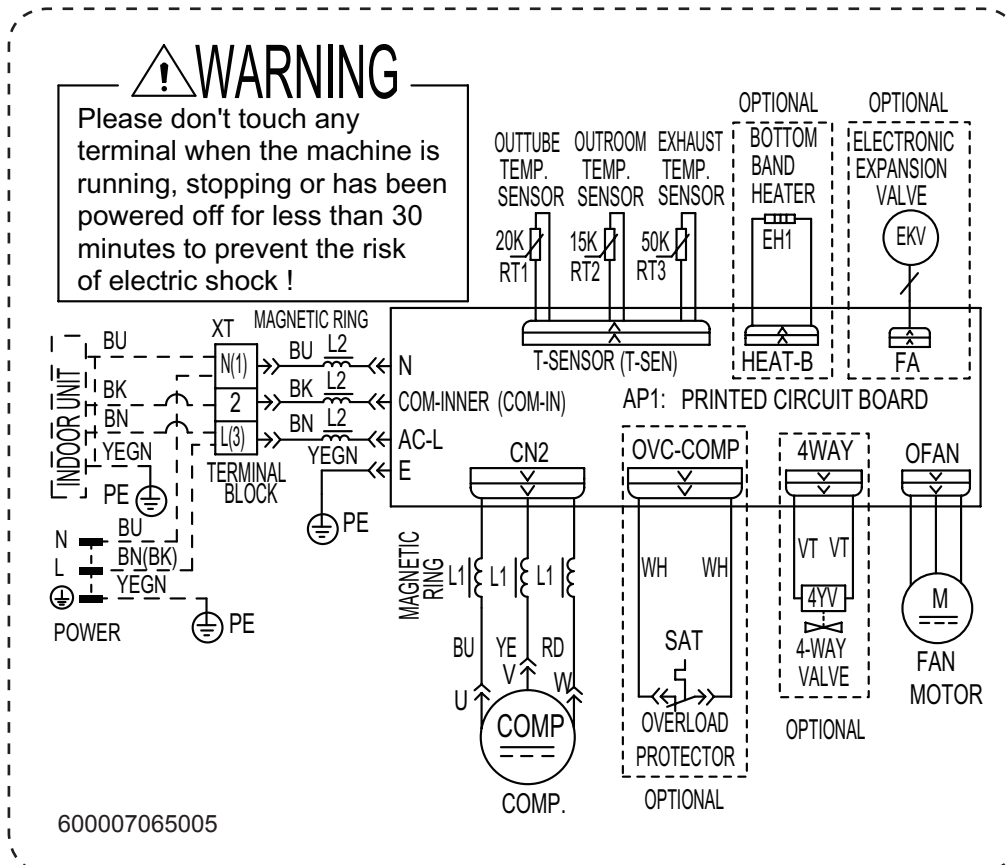 WARNING
Please don't touch any
terminal when the machine is
running, stopping or has been
powered off for less than 30
minutes to prevent the risk
of electric shock !
OUTTUBE
TEMP.
SENSOR
OUTROOM
TEMP.
SENSOR
EXHAUST
TEMP.
SENSOR
OPTIONAL
BOTTOM
BAND
HEATER
OPTIONAL
ELECTRONIC
EXPANSION
VALVE
20K
RT1
15K
RT2
50K
RT3
EH1
EKV
T-SENSOR (T-SEN)
HEAT-B
FA
INDOOR UNIT
BU
BK
BN
YEGN
PE
XT
N(1)
2
L(3)
TERMINAL
BLOCK
MAGNETIC RING
BU L2
BK L2
BN L2
YEGN
PE
N
COM-INNER (COM-IN)
AC-L
E
AP1: PRINTED CIRCUIT BOARD
N
L
BU
BN(BK)
YEGN
PE
POWER
CN2
OVC-COMP
4WAY
OFAN
MAGNETIC
RING
L1 L1 L1
BU YE RD
U V W
COMP
COMP.
WH WH
SAT
OVERLOAD
PROTECTOR
OPTIONAL
VT VT
4YV
4-WAY
VALVE
OPTIONAL
M
FAN
MOTOR
600007065005